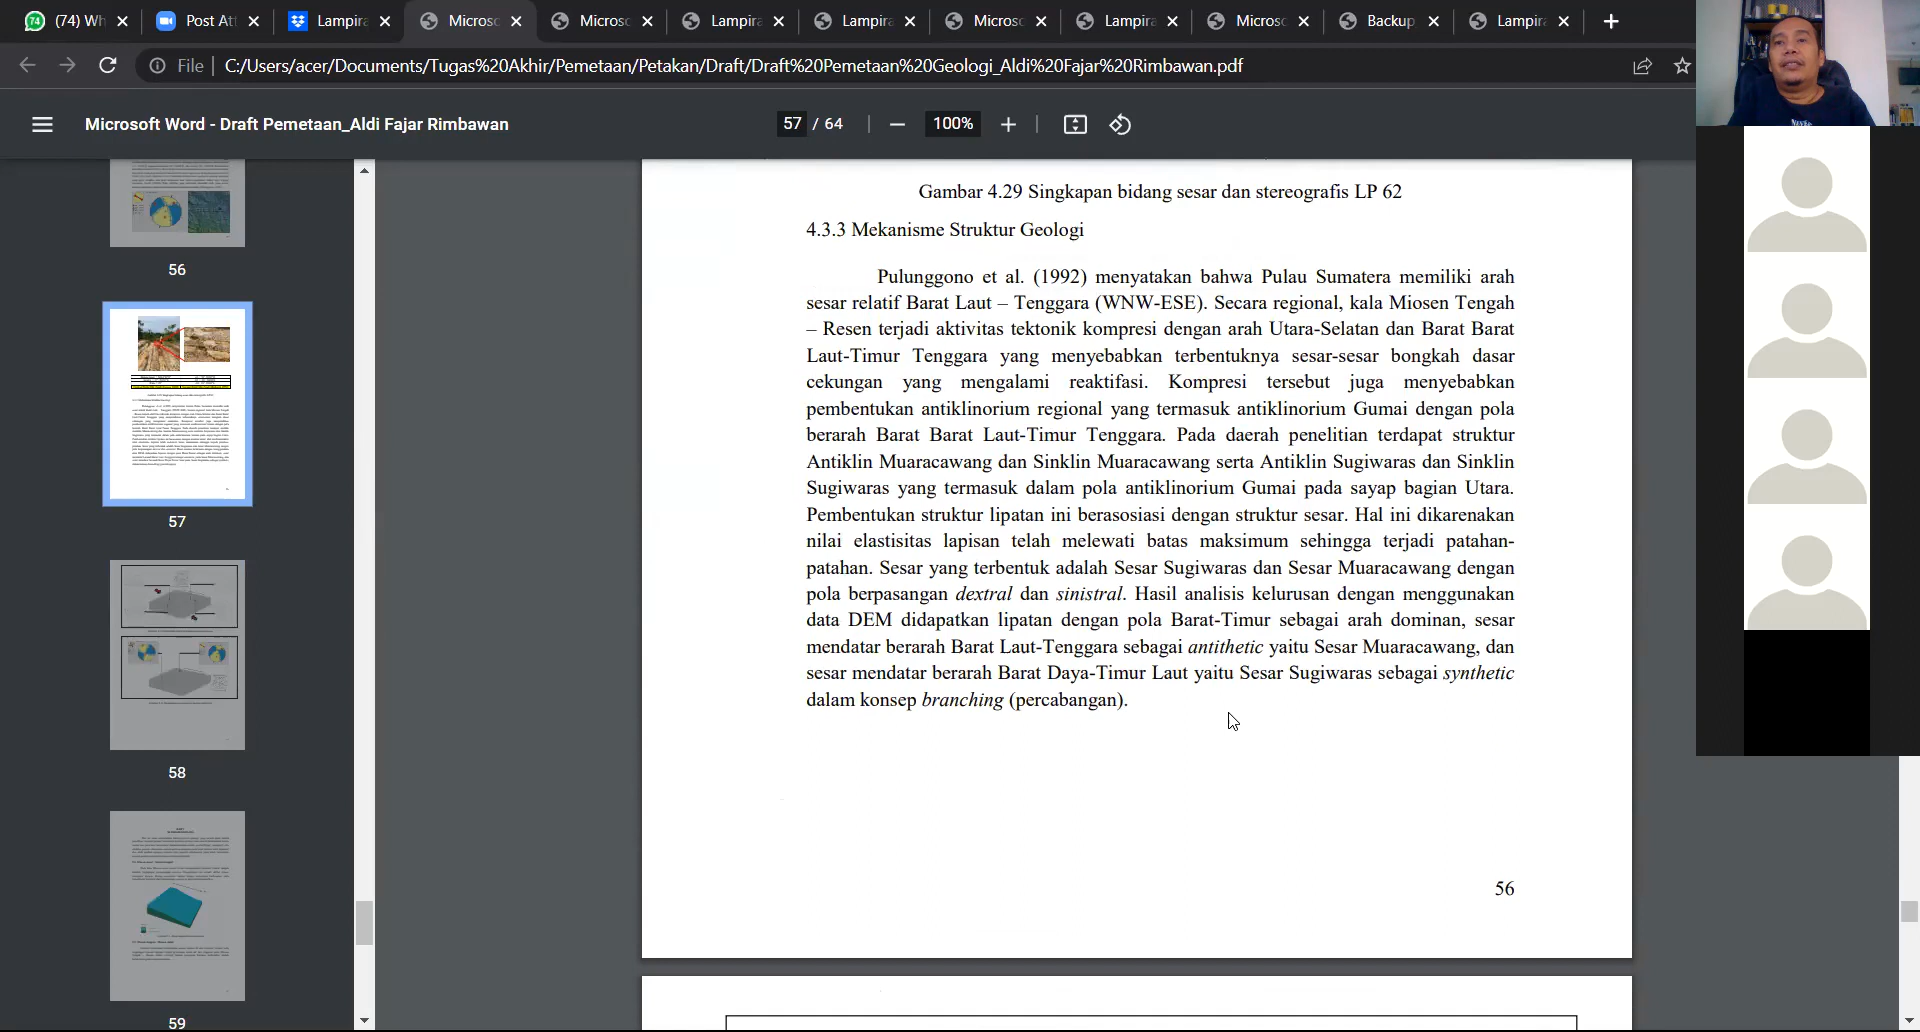 (74) Wh
Post Att
Lampira
Microso
Microso
Lampira
Lampira
Microso
Lampira
Microso
Backup
Lampira
File
C:/Users/acer/Documents/Tugas%20Akhir/Pemetaan/Petakan/Draft/Draft%20Pemetaan%20Geologi_Aldi%20Fajar%20Rimbawan.pdf
Microsoft Word - Draft Pemetaan_Aldi Fajar Rimbawan
57 / 64
100%
56
57
58
59
Gambar 4.29 Singkapan bidang sesar dan stereografis LP 62
4.3.3 Mekanisme Struktur Geologi
Pulunggono et al. (1992) menyatakan bahwa Pulau Sumatera memiliki arah
sesar relatif Barat Laut – Tenggara (WNW-ESE). Secara regional, kala Miosen Tengah
– Resen terjadi aktivitas tektonik kompresi dengan arah Utara-Selatan dan Barat Barat
Laut-Timur Tenggara yang menyebabkan terbentuknya sesar-sesar bongkah dasar
cekungan yang mengalami reaktifasi. Kompresi tersebut juga menyebabkan
pembentukan antiklinorium regional yang termasuk antiklinorium Gumai dengan pola
berarah Barat Barat Laut-Timur Tenggara. Pada daerah penelitian terdapat struktur
Antiklin Muaracawang dan Sinklin Muaracawang serta Antiklin Sugiwaras dan Sinklin
Sugiwaras yang termasuk dalam pola antiklinorium Gumai pada sayap bagian Utara.
Pembentukan struktur lipatan ini berasosiasi dengan struktur sesar. Hal ini dikarenakan
nilai elastisitas lapisan telah melewati batas maksimum sehingga terjadi patahan-
patahan. Sesar yang terbentuk adalah Sesar Sugiwaras dan Sesar Muaracawang dengan
pola berpasangan dextral dan sinistral. Hasil analisis kelurusan dengan menggunakan
data DEM didapatkan lipatan dengan pola Barat-Timur sebagai arah dominan, sesar
mendatar berarah Barat Laut-Tenggara sebagai antithetic yaitu Sesar Muaracawang, dan
sesar mendatar berarah Barat Daya-Timur Laut yaitu Sesar Sugiwaras sebagai synthetic
dalam konsep branching (percabangan).
56